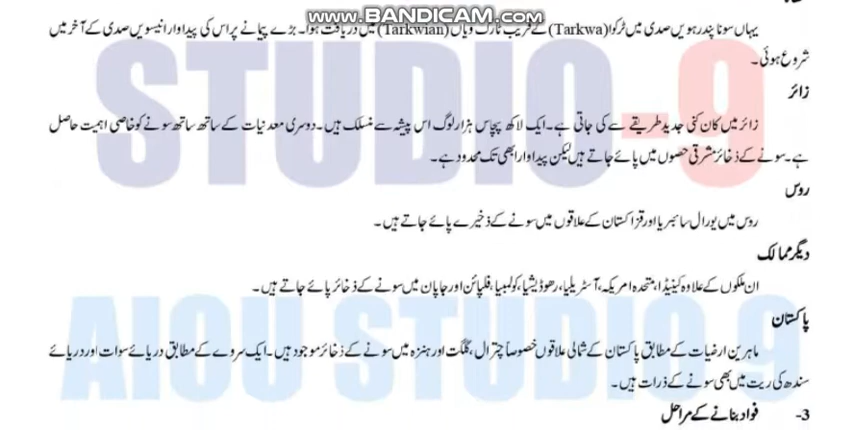 www.BANDICAM.com
یہاں سونا پندرہویں صدی میں ٹرکوا (Tarkwa) کے قریب ٹارک ویاں (Tarkwian) میں دریافت ہوا۔ بڑے پیمانے پر اس کی پیداوار انیسویں صدی کے آخر میں
شروع ہوئی۔
زائر
زائر میں کان کنی جدید طریقے سے کی جاتی ہے۔ ایک لاکھ پچاس ہزار لوگ اس پیشہ سے منسلک ہیں۔ دوسری معدنیات کے ساتھ ساتھ سونے کو خاصی اہمیت حاصل
ہے۔ سونے کے ذخائر مشرقی حصوں میں پائے جاتے ہیں لیکن پیداوار ابھی تک محدود ہے۔
روس
روس میں یورال سائبریا اور قزاکستان کے علاقوں میں سونے کے ذخیرے پائے جاتے ہیں۔
دیگر ممالک
ان ملکوں کے علاوہ کینیڈا، متحدہ امریکہ، آسٹریلیا، رھوڈیشیا، کولمبیا، فلپائن اور جاپان میں سونے کے ذخائر پائے جاتے ہیں۔
پاکستان
ماہرین ارضیات کے مطابق پاکستان کے شمالی علاقوں خصوصاً چترال، گلگت اور ہنزہ میں سونے کے ذخائر موجود ہیں۔ ایک سروے کے مطابق دریائے سوات اور دریائے
سندھ کی ریت میں بھی سونے کے ذرات ہیں۔
3- فولاد بنانے کے مراحل
STUDIO-9
AIOU STUDIO 9